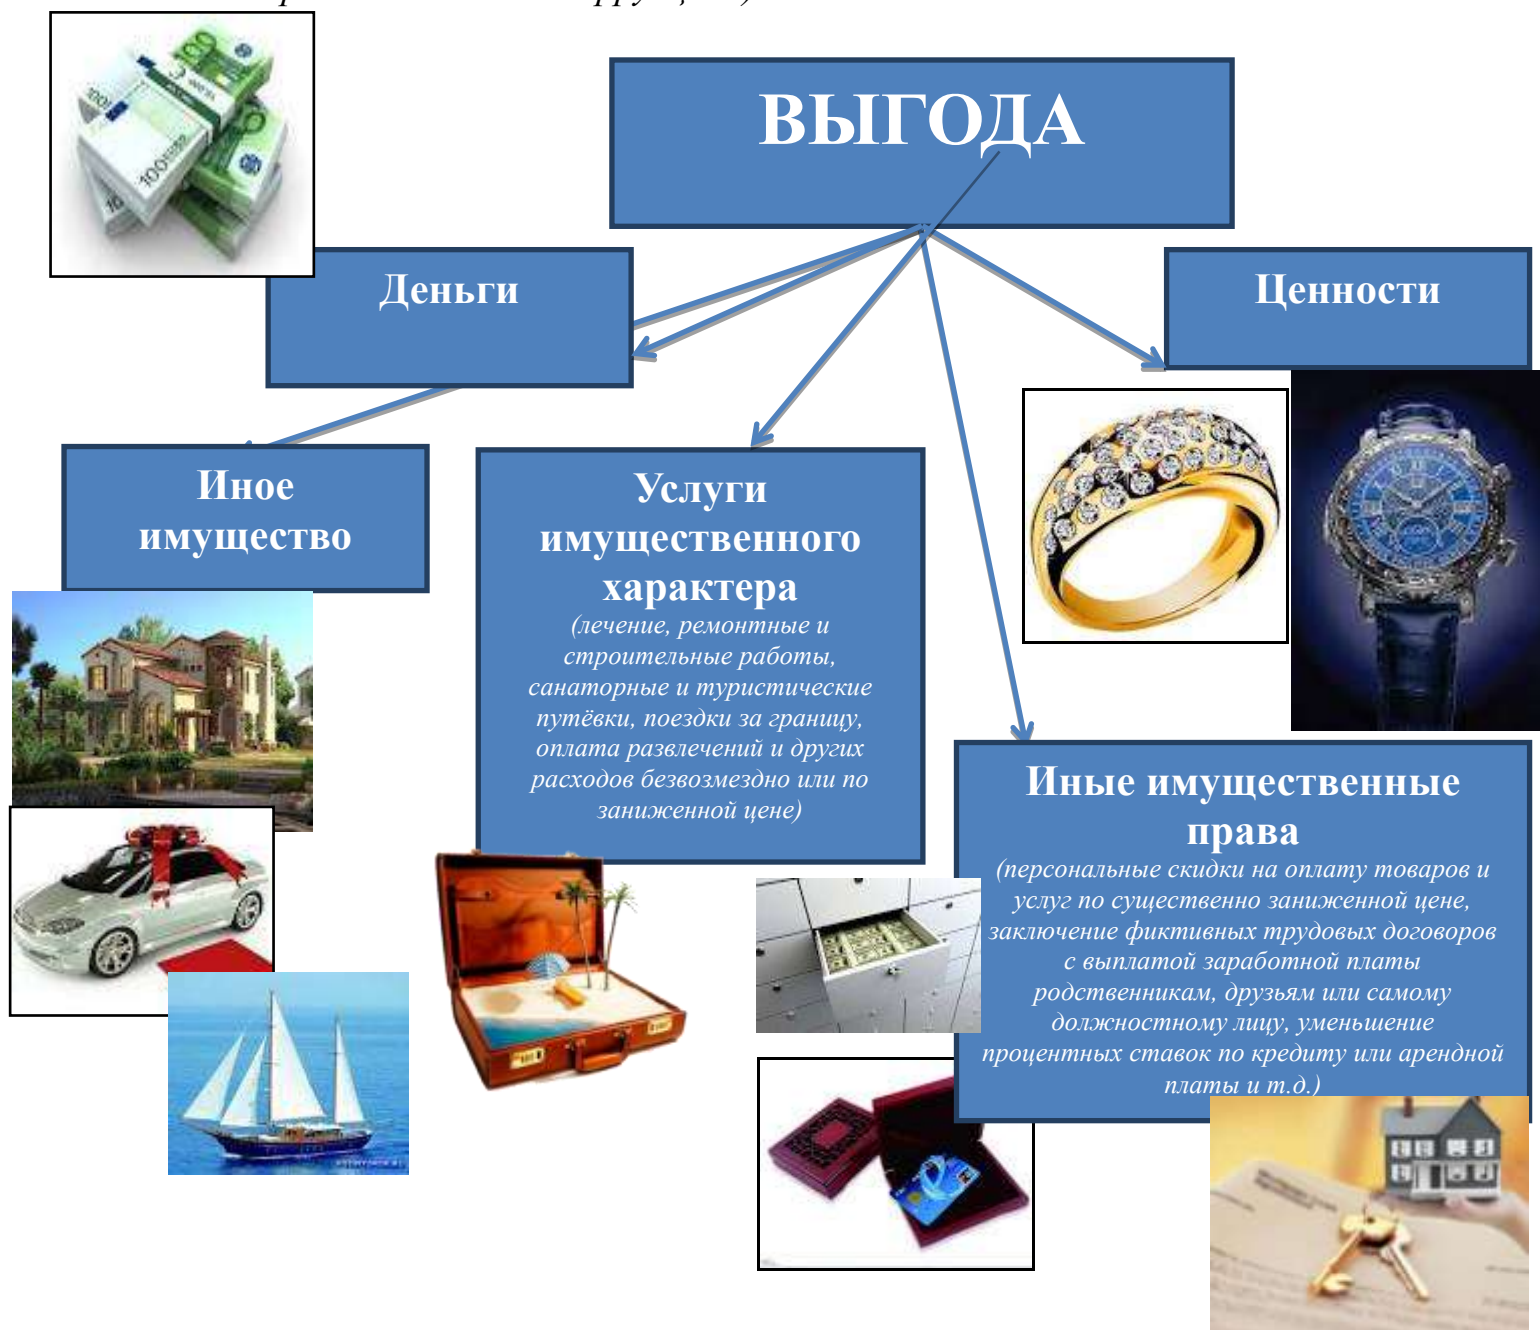 ВЫГОДА
Деньги
Ценности
Иное
имущество
Услуги
имущественного
характера
(лечение, ремонтные и
строительные работы,
санаторные и туристические
путёвки, поездки за границу,
оплата развлечений и других
расходов безвозмездно или по
заниженной цене)
Иные имущественные
права
(персональные скидки на оплату товаров и
услуг по существенно заниженной цене,
заключение фиктивных трудовых договоров
с выплатой заработной платы
родственникам, друзьям или самому
должностному лицу, уменьшение
процентных ставок по кредиту или арендной
платы и т.д.)
100
100